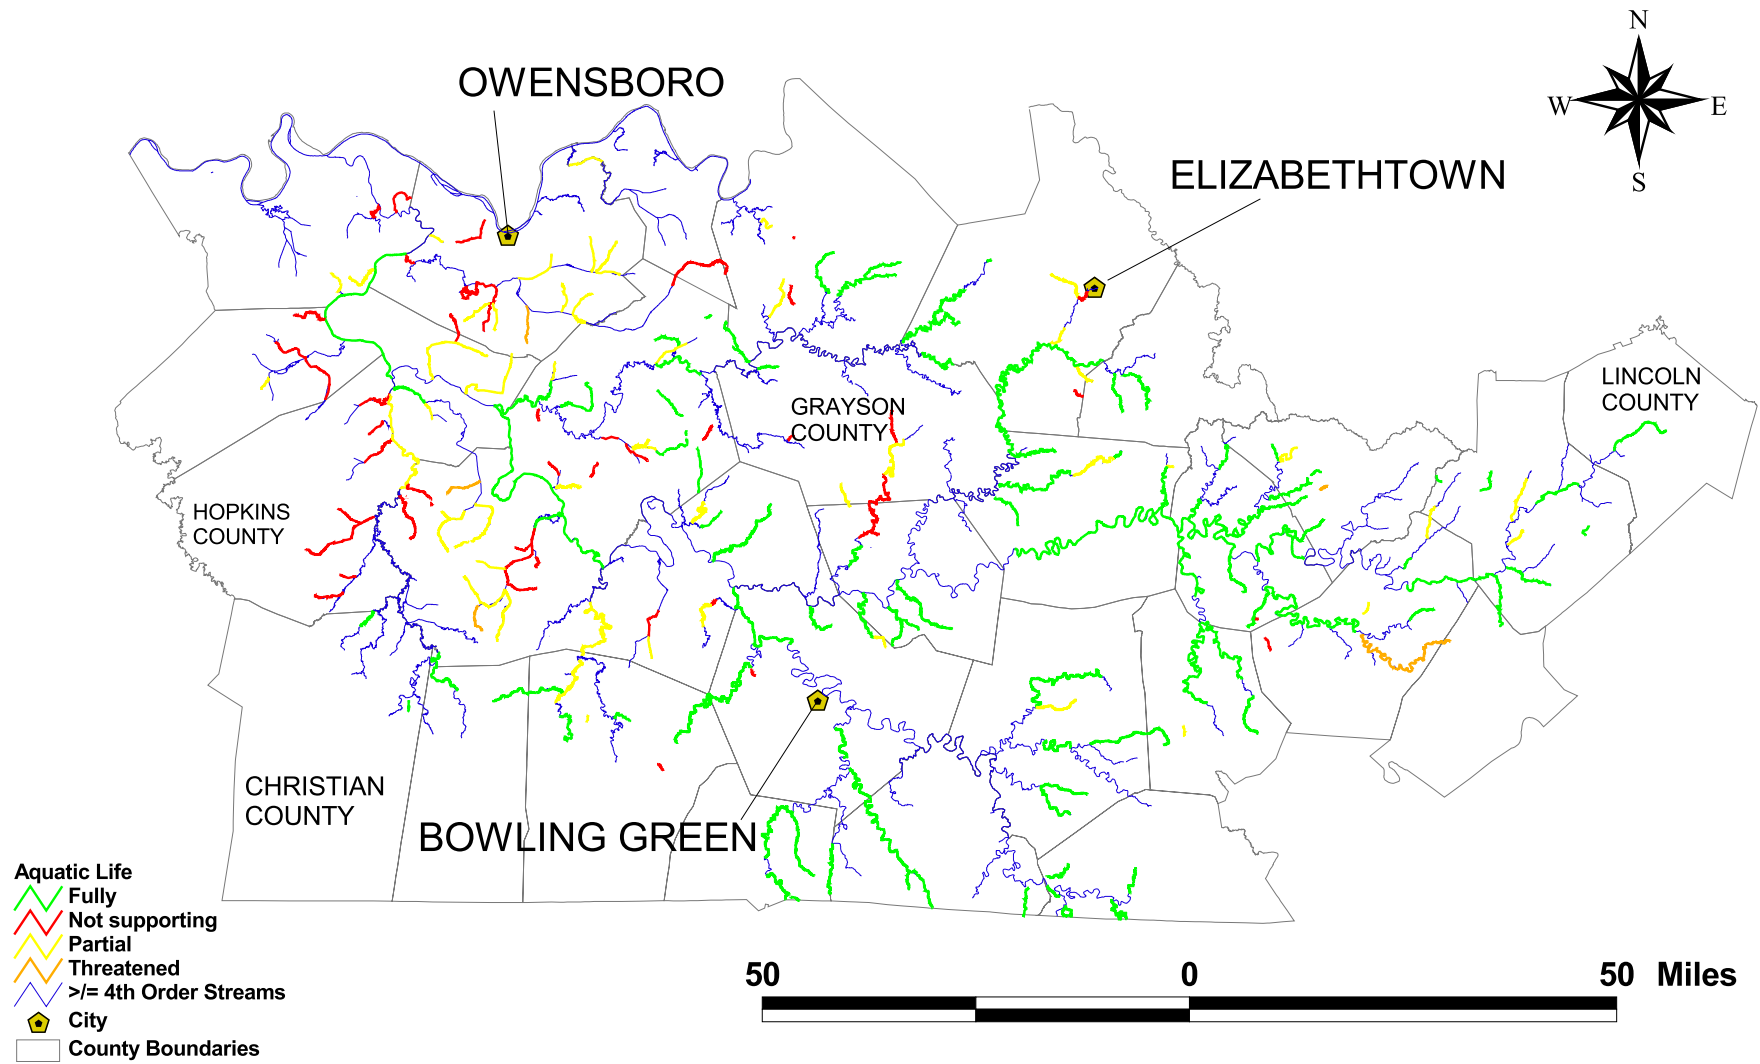 N
OWENSBORO
W E
ELIZABETHTOWN
S
LINCOLN
COUNTY
GRAYSON
COUNTY
HOPKINS
COUNTY
CHRISTIAN
COUNTY
BOWLING GREEN
Aquatic Life
Fully
Not supporting
Partial
Threatened
>/= 4th Order Streams
City
County Boundaries
50 0 50 Miles